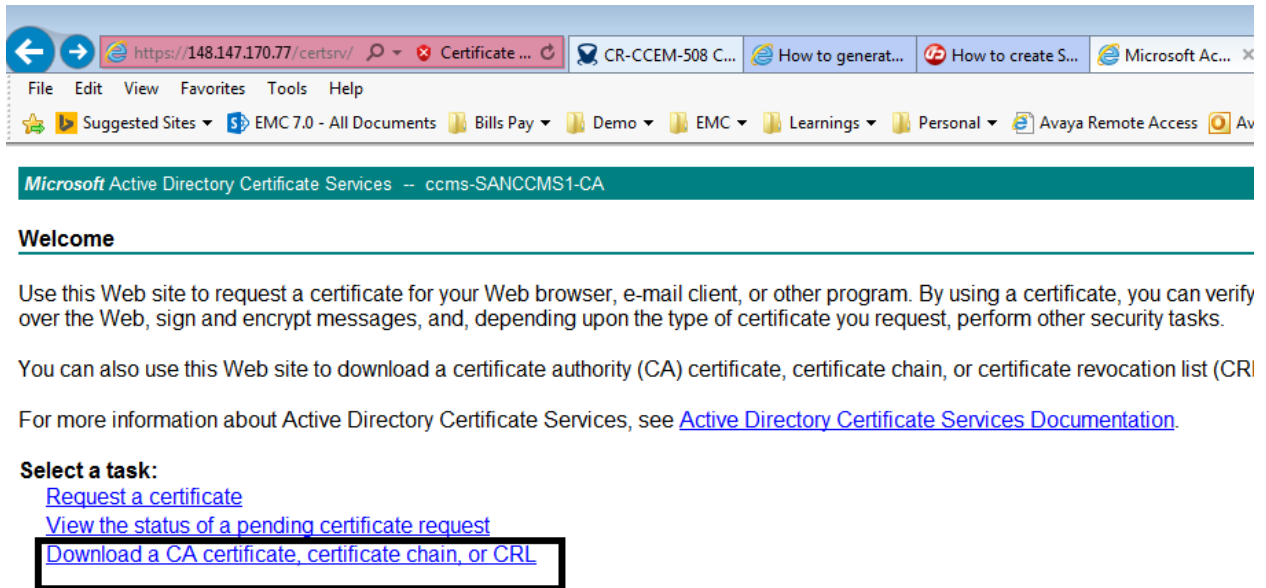 https://148.147.170.77/certsrv/ Certificate ... CR-CCEM-508 C... How to generat... How to create S... Microsoft Ac...
File Edit View Favorites Tools Help
Suggested Sites EMC 7.0 - All Documents Bills Pay Demo EMC Learnings Personal Avaya Remote Access Av
Microsoft Active Directory Certificate Services -- ccms-SANCCMS1-CA
Welcome
Use this Web site to request a certificate for your Web browser, e-mail client, or other program. By using a certificate, you can verify
over the Web, sign and encrypt messages, and, depending upon the type of certificate you request, perform other security tasks.
You can also use this Web site to download a certificate authority (CA) certificate, certificate chain, or certificate revocation list (CRL
For more information about Active Directory Certificate Services, see Active Directory Certificate Services Documentation.
Select a task:
Request a certificate
View the status of a pending certificate request
Download a CA certificate, certificate chain, or CRL